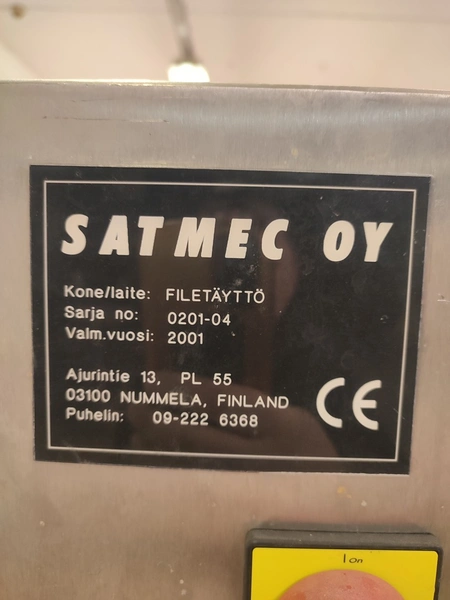 SATMEC OY
Kone/laite: FILETÄYTTÖ
Sarja no: 0201-04
Valm.vuosi: 2001
Ajurintie 13, PL 55
03100 NUMMELA, FINLAND
Puhelin: 09-222 6368
CE
I on